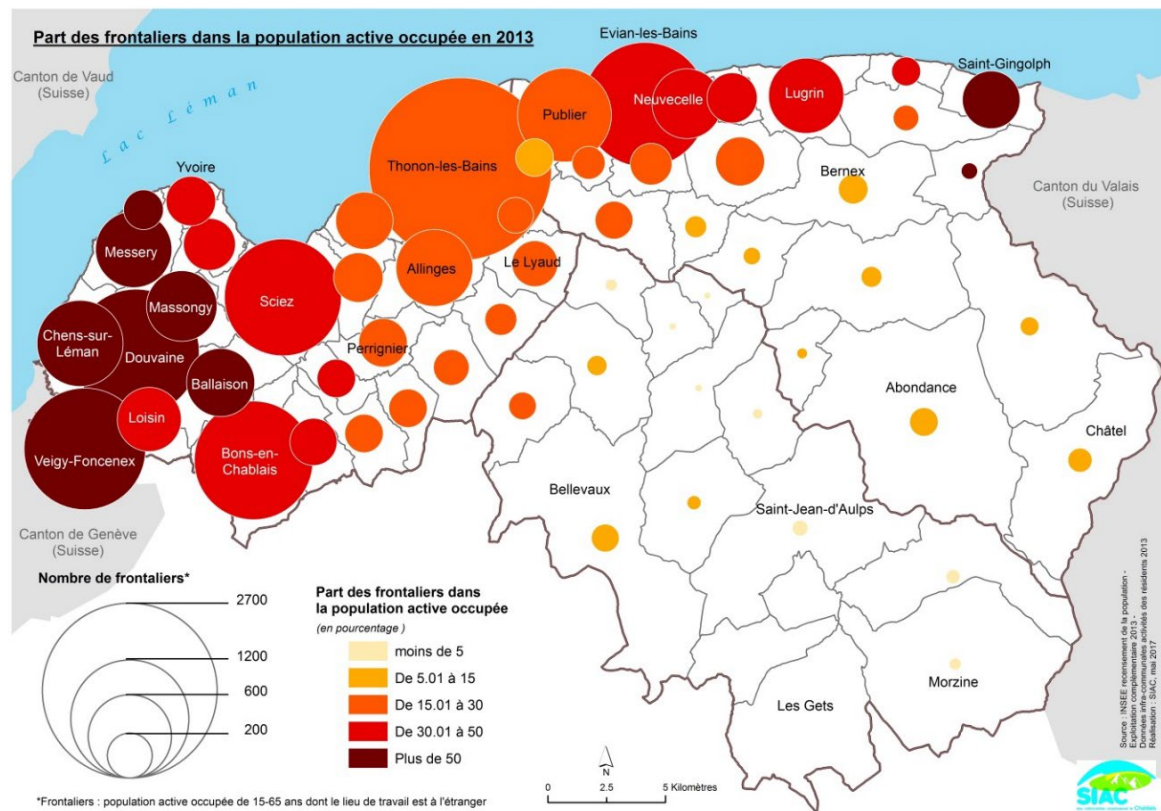 Part des frontaliers dans la population active occupée en 2013
Evian-les-Bains
Canton de Vaud
(Suisse)
Saint-Gingolph
Lac Léman
Neuvecelle
Lugrin
Publier
Thonon-les-Bains
Yvoire
Bernex
Canton du Valais
(Suisse)
Messery
Allinges
Le Lyaud
Massongy
Sciez
Chens-sur-
Léman
Douvaine
Perrignier
Ballaison
Abondance
Loisin
Châtel
Veigy-Foncenex
Bons-en-
Chablais
Bellevaux
Saint-Jean-d'Aulps
Canton de Genève
(Suisse)
Morzine
Les Gets
Nombre de frontaliers*
2700
1200
600
200
Part des frontaliers dans
la population active occupée
(en pourcentage )
moins de 5
De 5.01 à 15
De 15.01 à 30
De 30.01 à 50
Plus de 50
N
0 2.5 5 Kilomètres
*Frontaliers : population active occupée de 15-65 ans dont le lieu de travail est à l'étranger
Source : INSEE recensement de la population -
Exploitation complémentaire 2013 -
Données infra-communales activités des résidents 2013
Réalisation : SIAC, mai 2017
SIAC